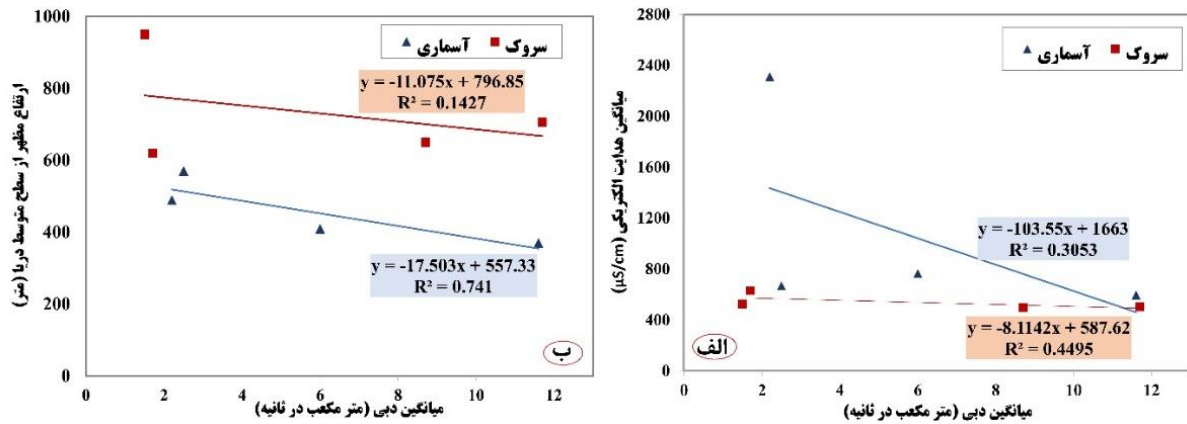 1000
800
600
400
200
0
0
2
4
6
8
10
12
ارتفاع مظهر از سطح متوسط دریا (متر)
میانگین دبی (متر مکعب در ثانیه)
آسماری
سروک
y = -11.075x + 796.85
R² = 0.1427
y = -17.503x + 557.33
R² = 0.741
ب
2800
2400
2000
1600
1200
800
400
0
0
2
4
6
8
10
12
میانگین هدایت الکتریکی (µS/cm)
میانگین دبی (متر مکعب در ثانیه)
آسماری
سروک
y = -103.55x + 1663
R² = 0.3053
y = -8.1142x + 587.62
R² = 0.4495
الف